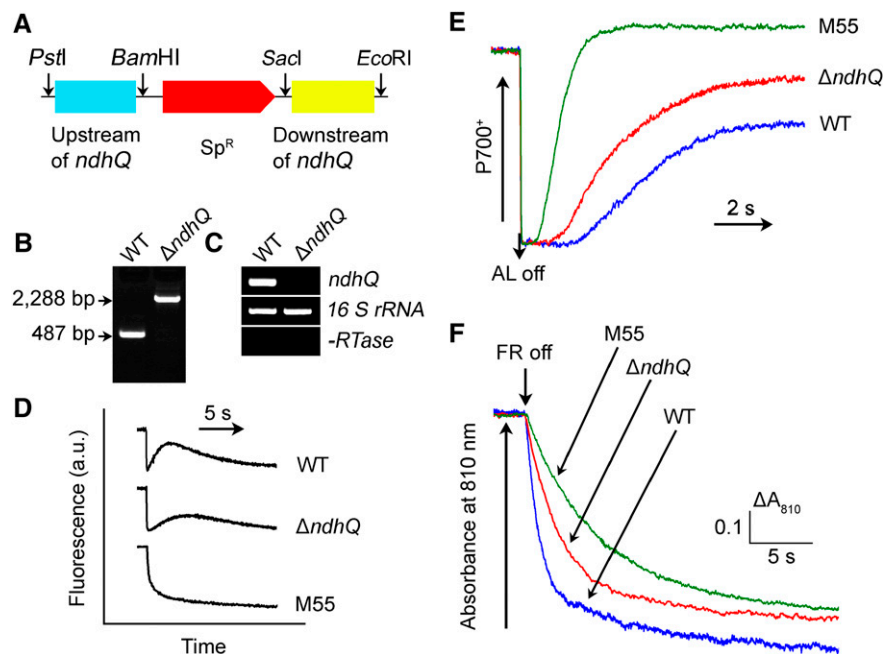 A
PstI
BamHI
SacI
EcoRI
Upstream
of ndhQ
Sp^R
Downstream
of ndhQ
B
WT
ΔndhQ
2,288 bp
487 bp
C
WT
ΔndhQ
ndhQ
16 S rRNA
-RTase
D
Fluorescence (a.u.)
5 s
WT
ΔndhQ
M55
Time
E
P700⁺
M55
ΔndhQ
WT
2 s
AL off
F
Absorbance at 810 nm
FR off
M55
ΔndhQ
WT
ΔA₈₁₀
0.1
5 s